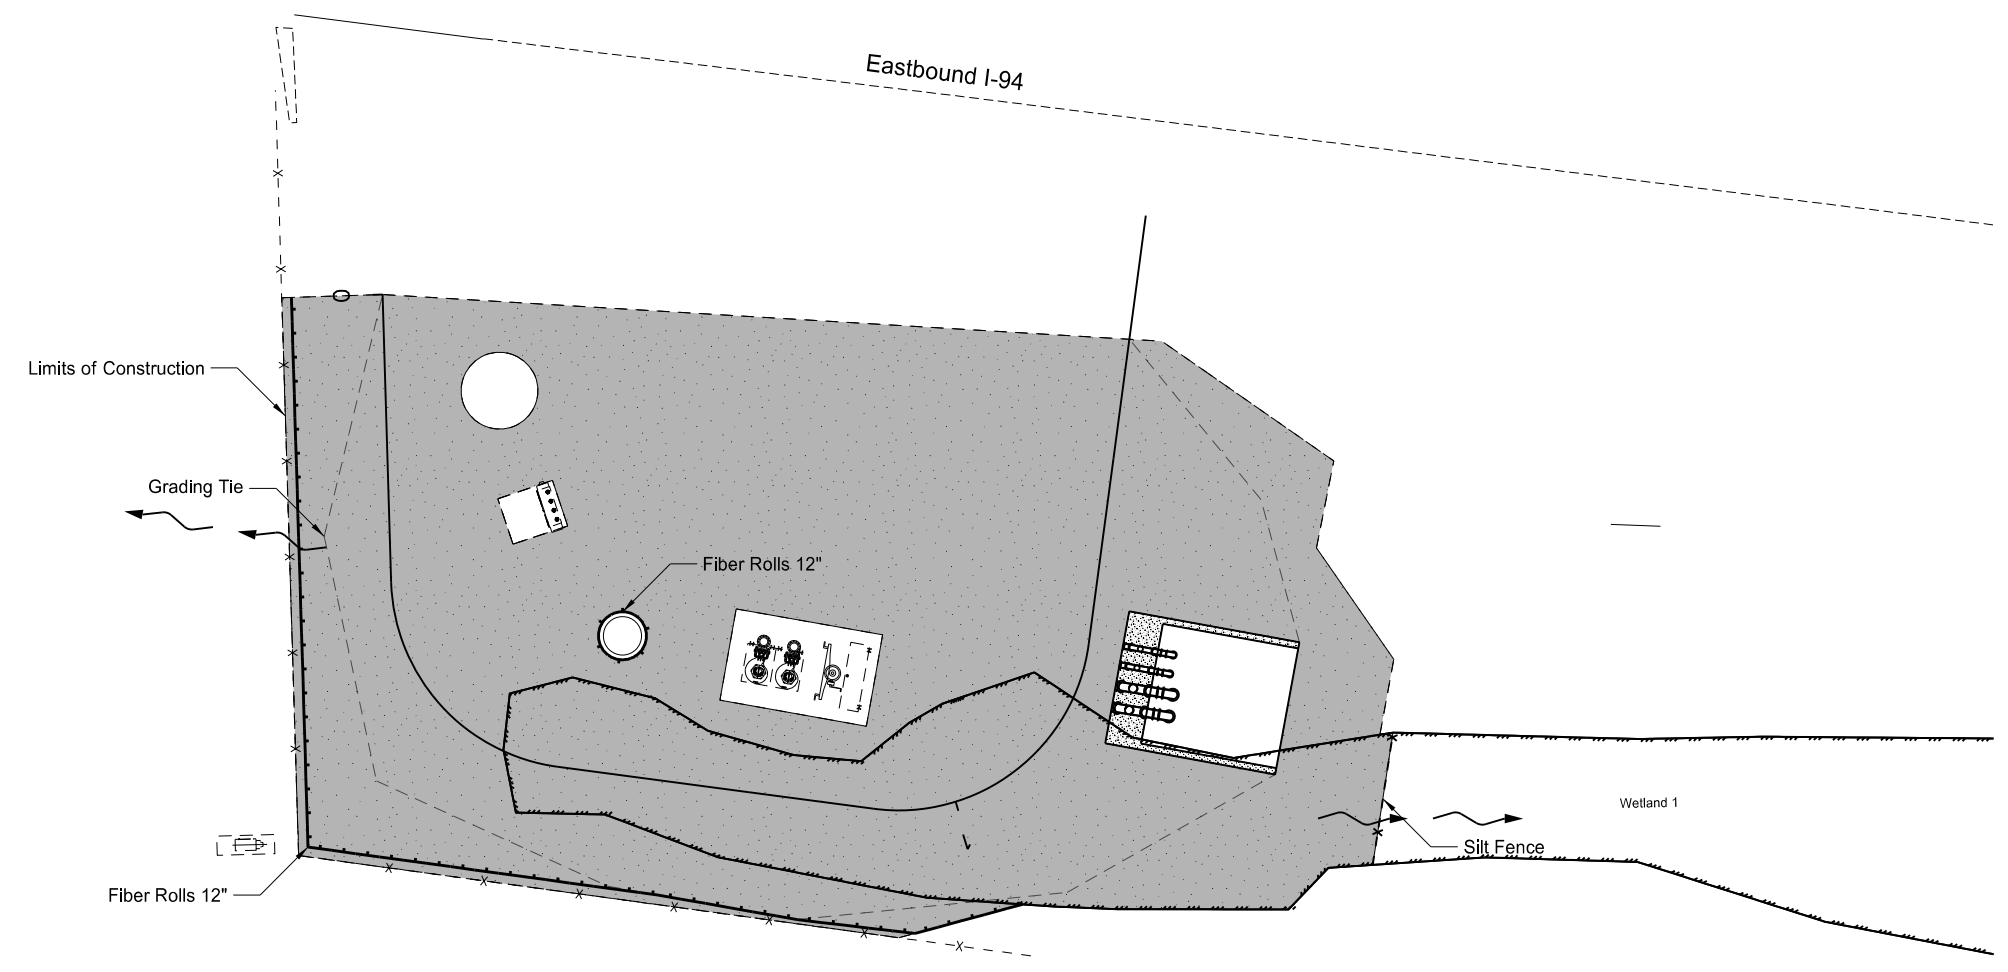 Eastbound I-94
Limits of Construction
Grading Tie
Fiber Rolls 12"
Wetland 1
Silt Fence
Fiber Rolls 12"